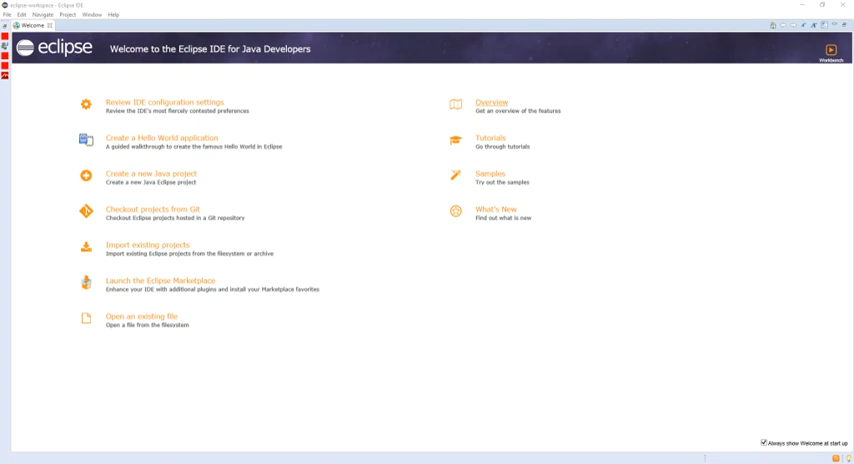 eclipse-workspace - Eclipse IDE
File Edit Navigate Project Window Help
Welcome
eclipse
Welcome to the Eclipse IDE for Java Developers
Workbench
Review IDE configuration settings
Review the IDE's most fiercely contested preferences
Create a Hello World application
A guided walkthrough to create the famous Hello World in Eclipse
Create a new Java project
Create a new Java Eclipse project
Checkout projects from Git
Checkout Eclipse projects hosted in a Git repository
Import existing projects
Import existing Eclipse projects from the filesystem or archive
Launch the Eclipse Marketplace
Enhance your IDE with additional plugins and install your Marketplace favorites
Open an existing file
Open a file from the filesystem
Overview
Get an overview of the features
Tutorials
Go through tutorials
Samples
Try out the samples
What's New
Find out what is new
Always show Welcome at start up